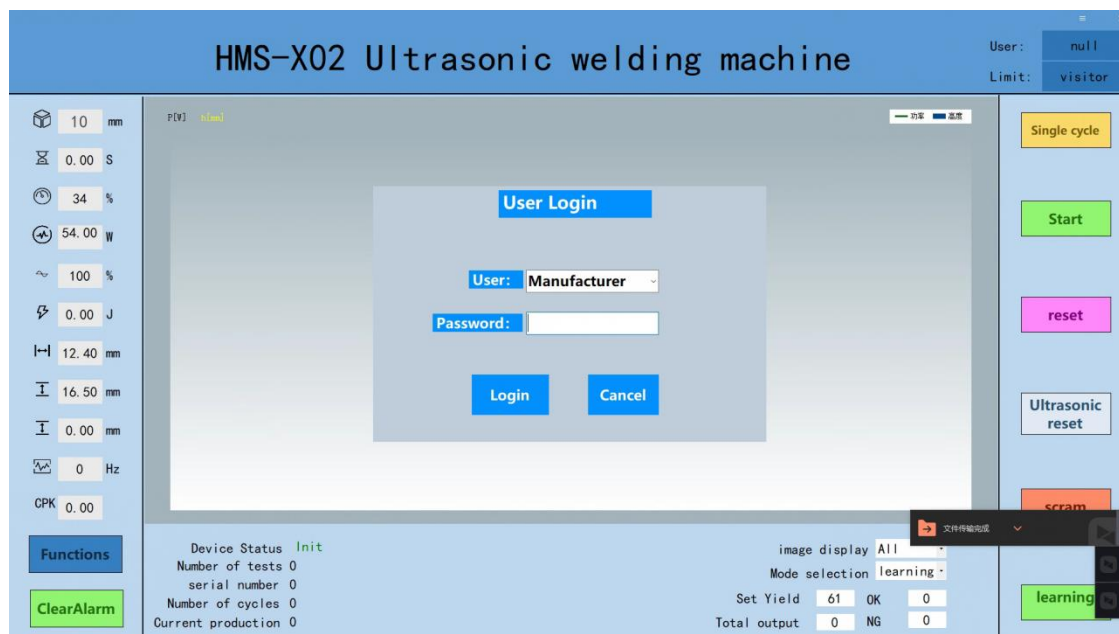 HMS-X02 Ultrasonic welding machine
User: null
Limit: visitor
10 mm
0.00 S
34 %
54.00 W
100 %
0.00 J
12.40 mm
16.50 mm
0.00 mm
0 Hz
CPK 0.00
Functions
ClearAlarm
P[W] h[mm]
功率 高度
User Login
User: Manufacturer
Password:
Login Cancel
Single cycle
Start
reset
Ultrasonic
reset
scram
文件传输完成
learning
Device Status Init
Number of tests 0
serial number 0
Number of cycles 0
Current production 0
image display All
Mode selection learning
Set Yield 61 OK 0
Total output 0 NG 0